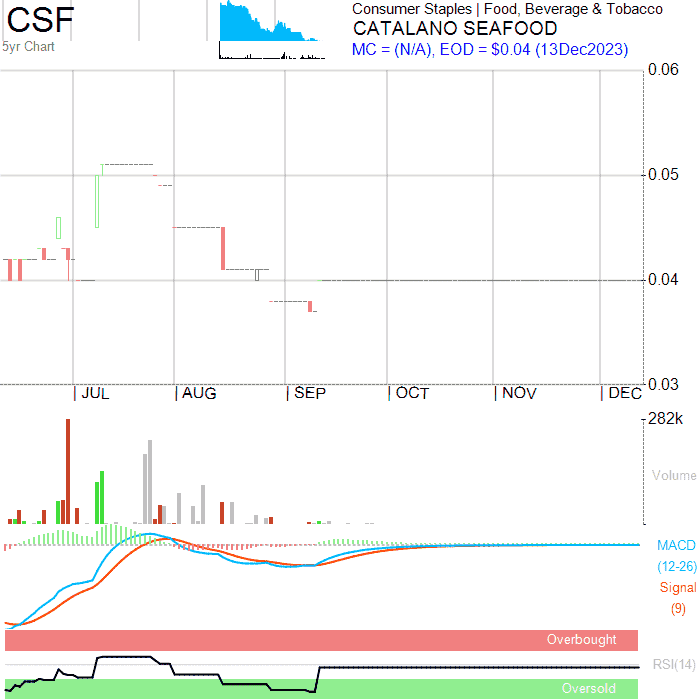 CSF
5yr Chart
Consumer Staples | Food, Beverage & Tobacco
CATALANO SEAFOOD
MC = (N/A), EOD = $0.04 (13Dec2023)
0.06
0.05
0.04
0.03
JUL AUG SEP OCT NOV DEC
282k
Volume
MACD
(12-26)
Signal
(9)
Overbought
RSI(14)
Oversold